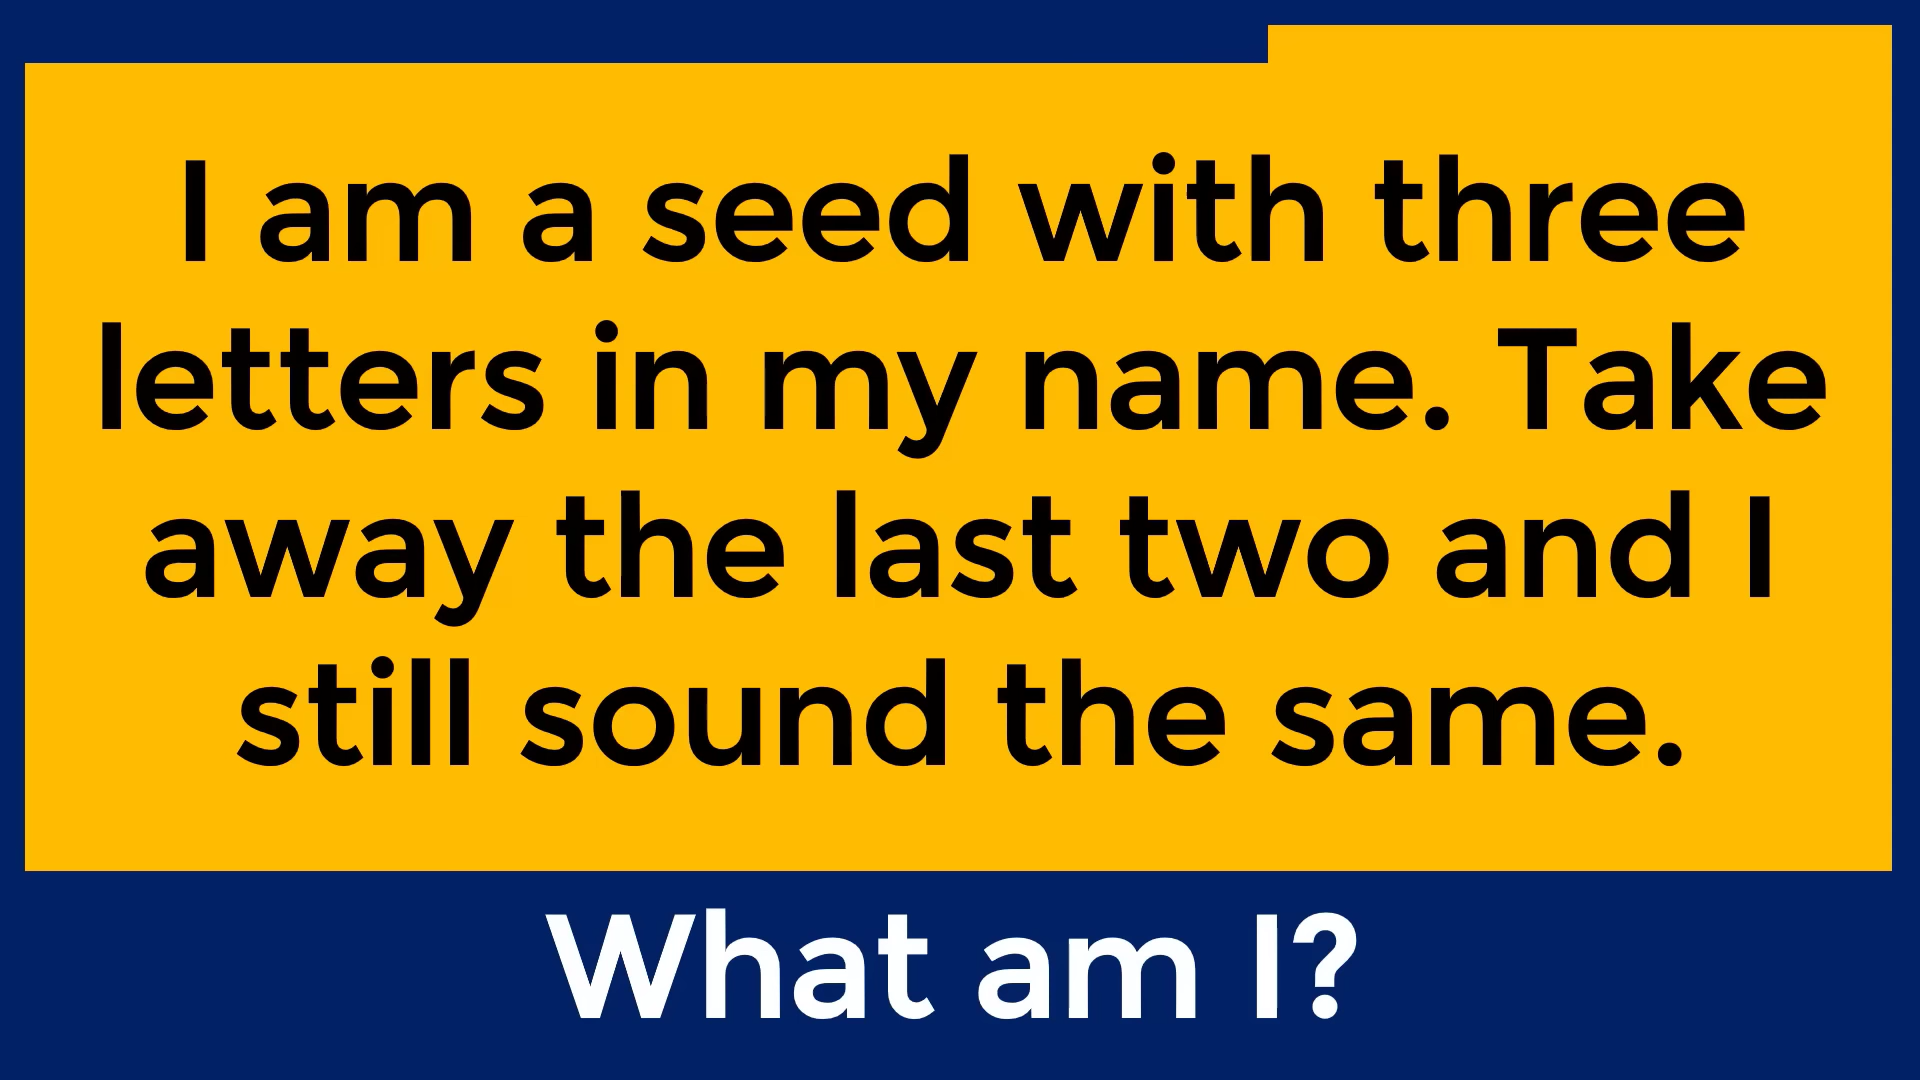 I am a seed with three
letters in my name. Take
away the last two and I
still sound the same.
What am I?